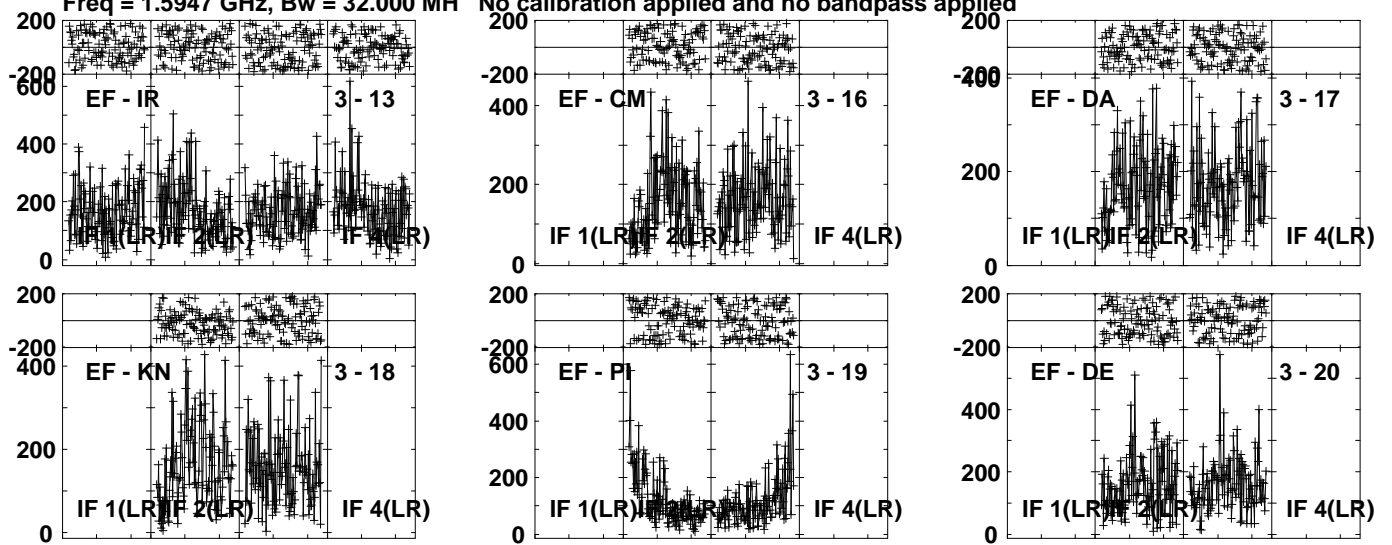 Freq = 1.5947 GHz, Bw = 32.000 MH   No calibration applied and no bandpass applied
200
-200
600
400
200
0
EF - IR
3 - 13
IF 1(LR) IF 2(LR) IF 4(LR)
200
-200
400
200
0
EF - CM
3 - 16
IF 1(LR) IF 2(LR) IF 4(LR)
200
-200
400
200
0
EF - DA
3 - 17
IF 1(LR) IF 2(LR) IF 4(LR)
200
-200
400
200
0
EF - KN
3 - 18
IF 1(LR) IF 2(LR) IF 4(LR)
200
-200
600
400
200
0
EF - PI
3 - 19
IF 1(LR) IF 2(LR) IF 4(LR)
200
-200
400
200
0
EF - DE
3 - 20
IF 1(LR) IF 2(LR) IF 4(LR)